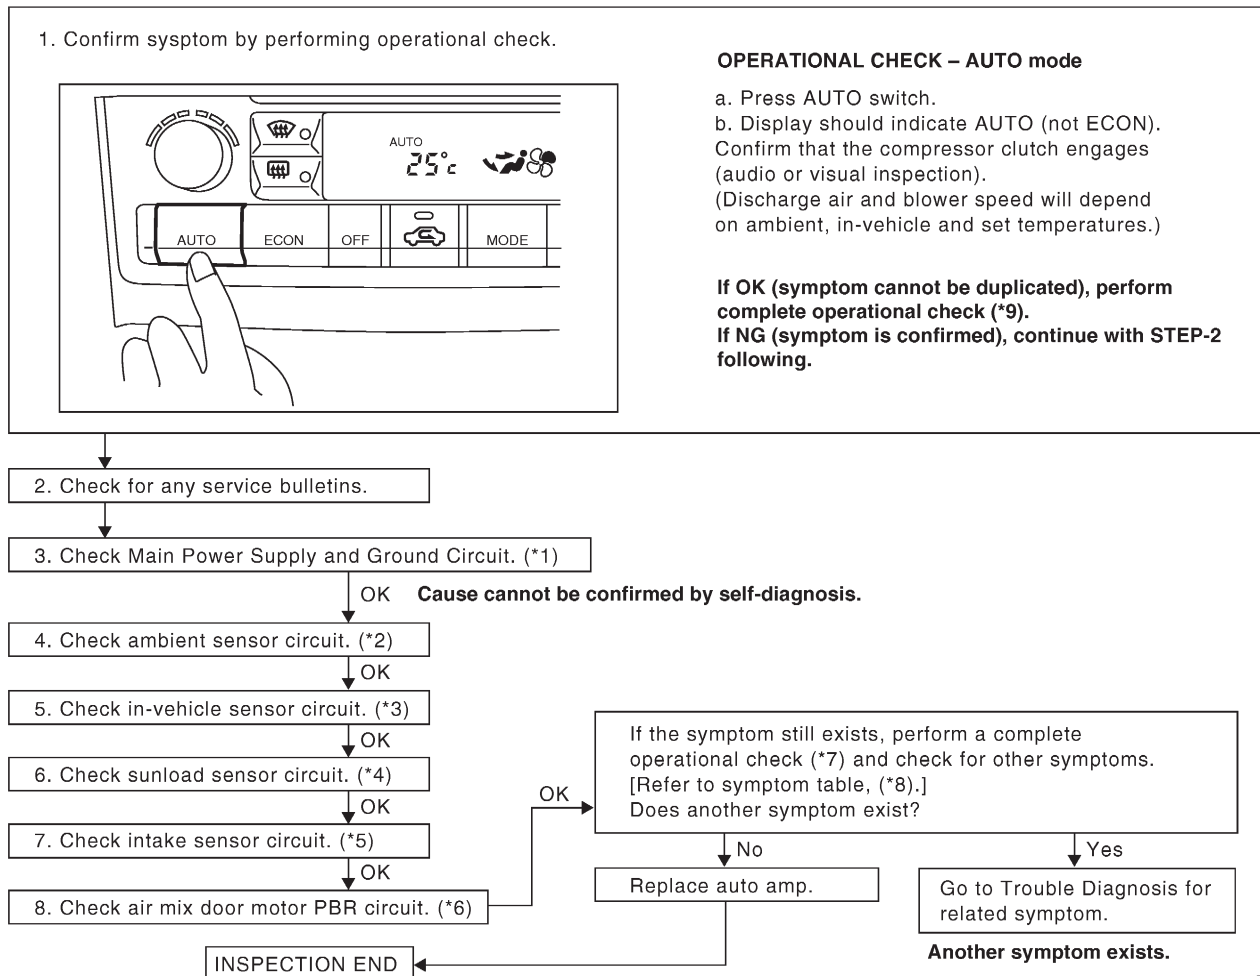 1. Confirm sysptom by performing operational check.
AUTO
25°c
AUTO
ECON
OFF
MODE
OPERATIONAL CHECK – AUTO mode
a. Press AUTO switch.
b. Display should indicate AUTO (not ECON).
Confirm that the compressor clutch engages
(audio or visual inspection).
(Discharge air and blower speed will depend
on ambient, in-vehicle and set temperatures.)
If OK (symptom cannot be duplicated), perform
complete operational check (*9).
If NG (symptom is confirmed), continue with STEP-2
following.
2. Check for any service bulletins.
3. Check Main Power Supply and Ground Circuit. (*1)
OK
Cause cannot be confirmed by self-diagnosis.
4. Check ambient sensor circuit. (*2)
OK
5. Check in-vehicle sensor circuit. (*3)
OK
6. Check sunload sensor circuit. (*4)
OK
7. Check intake sensor circuit. (*5)
OK
8. Check air mix door motor PBR circuit. (*6)
OK
If the symptom still exists, perform a complete
operational check (*7) and check for other symptoms.
[Refer to symptom table, (*8).]
Does another symptom exist?
No
Yes
Replace auto amp.
Go to Trouble Diagnosis for
related symptom.
Another symptom exists.
INSPECTION END